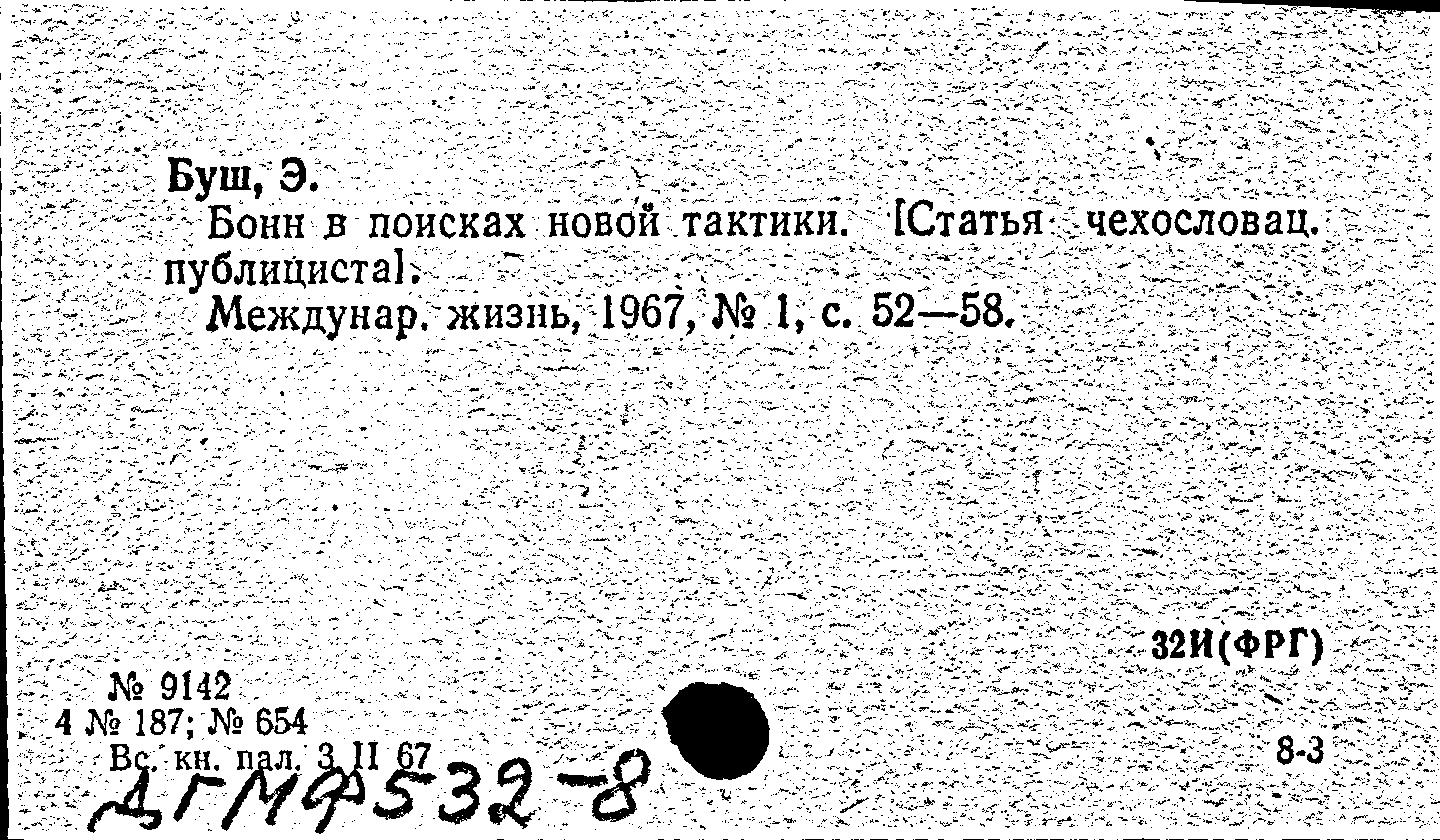 Буш, Э.
Бонн в поисках новой тактики. [Статья чехословац.
публициста].
Междунар. жизнь, 1967, № 1, с. 52—58.
32И(ФРГ)
№ 9142
4 № 187; № 654
Вс. кн. пал. 3 II 67
8-3
ДГМФ532-8